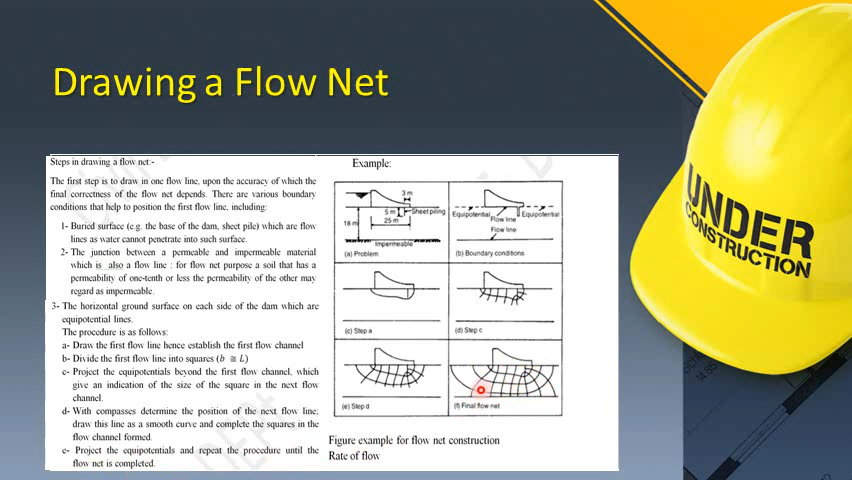 Drawing a Flow Net
Steps in drawing a flow net:-
The first step is to draw in one flow line, upon the accuracy of which the
final correctness of the flow net depends. There are various boundary
conditions that help to position the first flow line, including:
1- Buried surface (e.g. the base of the dam, sheet pile) which are flow
lines as water cannot penetrate into such surface.
2- The junction between a permeable and impermeable material
which is also a flow line : for flow net purpose a soil that has a
permeability of one-tenth or less the permeability of the other may
regard as impermeable.
3- The horizontal ground surface on each side of the dam which are
equipotential lines.
The procedure is as follows:
a- Draw the first flow line hence establish the first flow channel
b- Divide the first flow line into squares (b ≅ L)
c- Project the equipotentials beyond the first flow channel, which
give an indication of the size of the square in the next flow
channel.
d- With compasses determine the position of the next flow line;
draw this line as a smooth curve and complete the squares in the
flow channel formed.
e- Project the equipotentials and repeat the procedure until the
flow net is completed.
Example:
3 m
5 m
Sheet piling
18 m
25 m
Impermeable
(a) Problem
Equipotential
Equipotential
Flow line
Flow line
(b) Boundary conditions
(c) Step a
(d) Step c
(e) Step d
(f) Final flow net
Figure example for flow net construction
Rate of flow
UNDER
CONSTRUCTION